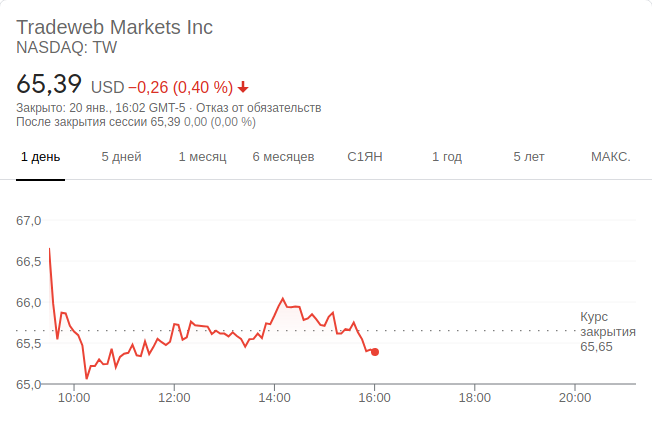 Tradeweb Markets Inc
NASDAQ: TW
65,39 USD −0,26 (0,40 %)
Закрыто: 20 янв., 16:02 GMT-5 · Отказ от обязательств
После закрытия сессии 65,39 0,00 (0,00 %)
1 день 5 дней 1 месяц 6 месяцев С1ЯН 1 год 5 лет МАКС.
67,0
66,5
66,0
Курс
закрытия
65,65
65,5
65,0
10:00 12:00 14:00 16:00 18:00 20:00